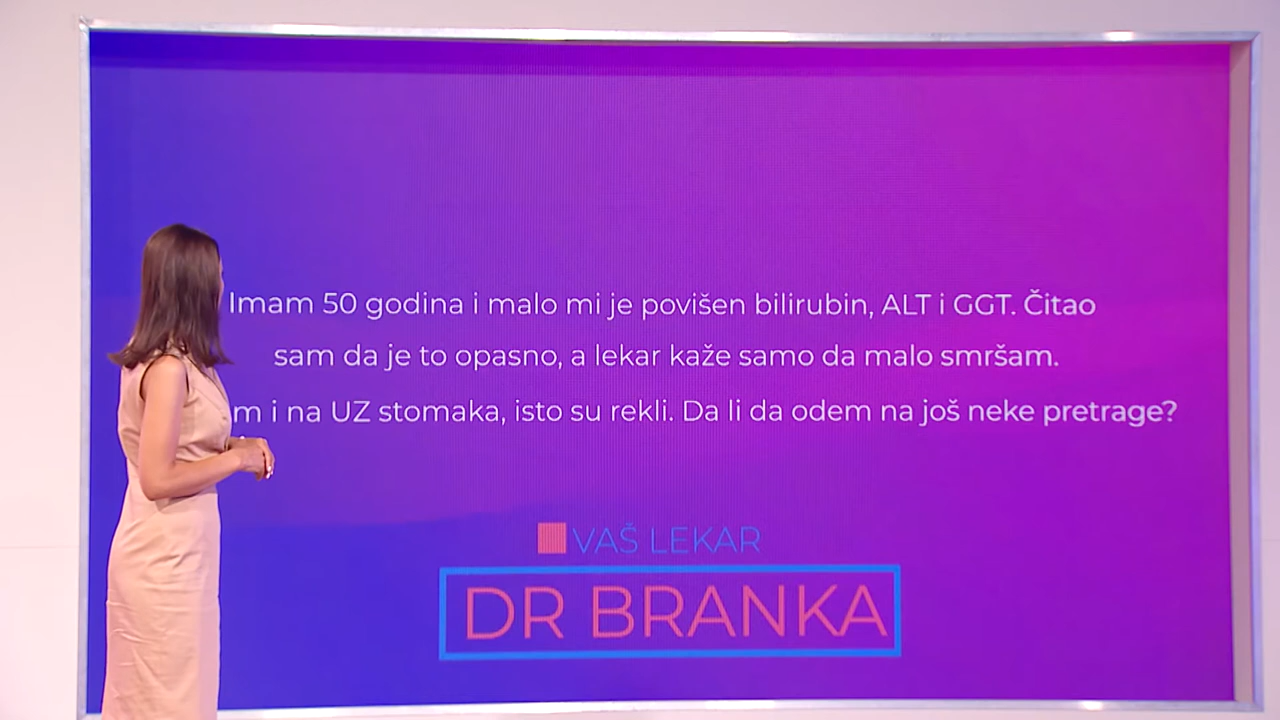 Imam 50 godina i malo mi je povišen bilirubin, ALT i GGT. Čitao
sam da je to opasno, a lekar kaže samo da malo smršam.
m i na UZ stomaka, isto su rekli. Da li da odem na još neke pretrage?
VAŠ LEKAR
DR BRANKA